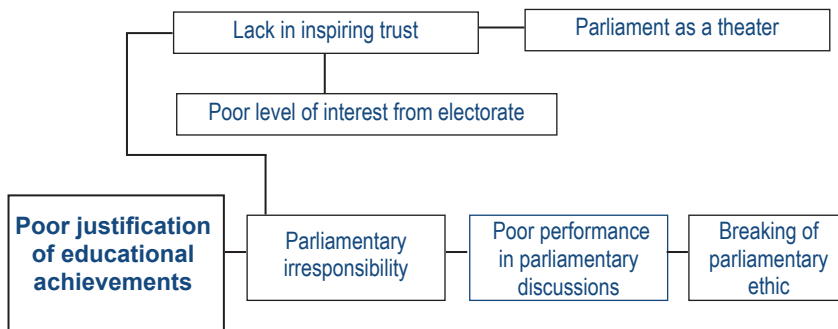 Lack in inspiring trust
Parliament as a theater
Poor level of interest from electorate
Poor justification
of educational
achievements
Parliamentary
irresponsibility
Poor performance
in parliamentary
discussions
Breaking of
parliamentary
ethic